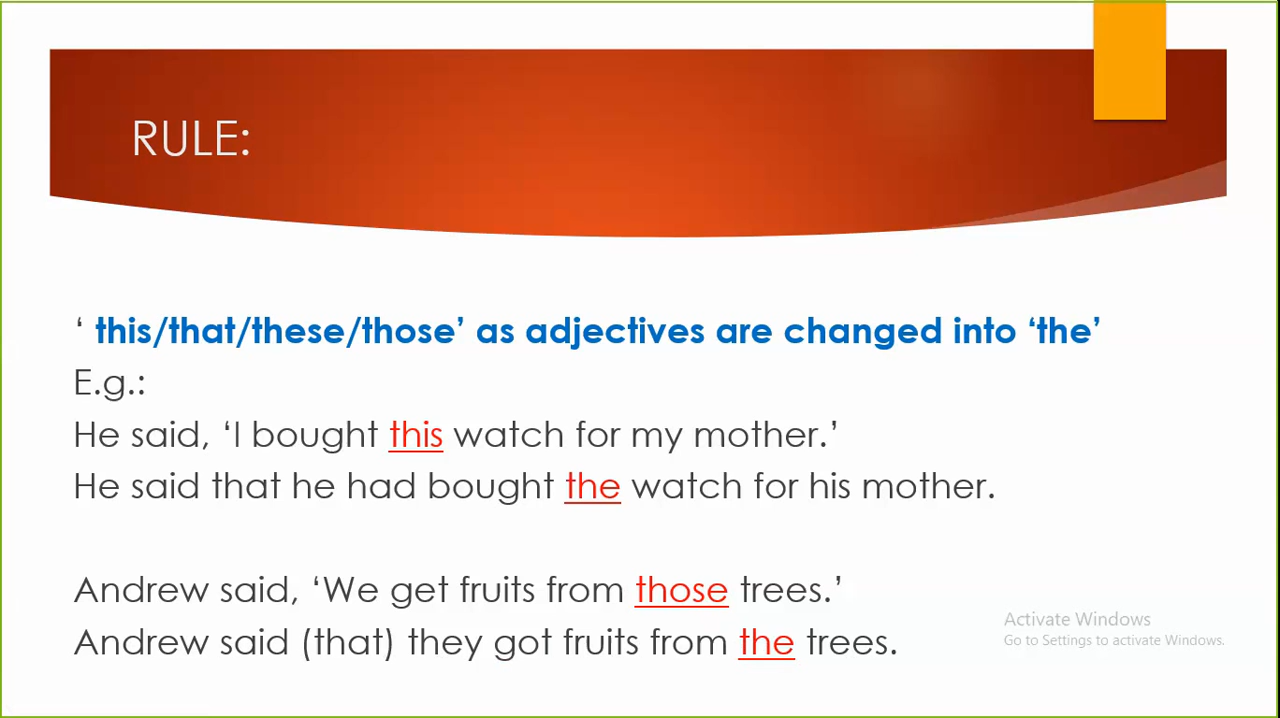 RULE:
‘ this/that/these/those’ as adjectives are changed into ‘the’
E.g.:
He said, ‘I bought this watch for my mother.’
He said that he had bought the watch for his mother.
Andrew said, ‘We get fruits from those trees.’
Andrew said (that) they got fruits from the trees.
Activate Windows
Go to Settings to activate Windows.